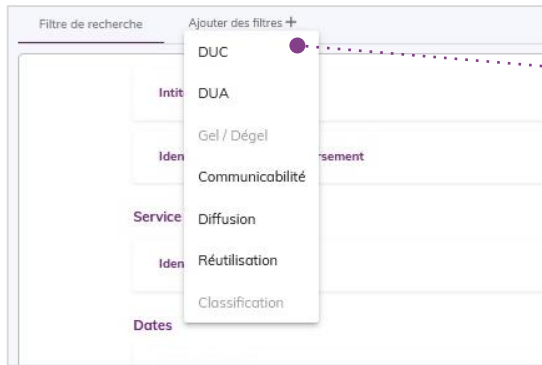 Filtre de recherche Ajouter des filtres +
DUC
Intit DUA
Gel / Dégel
Iden rsement
Communicabilité
Service Diffusion
Iden Réutilisation
Classification
Dates